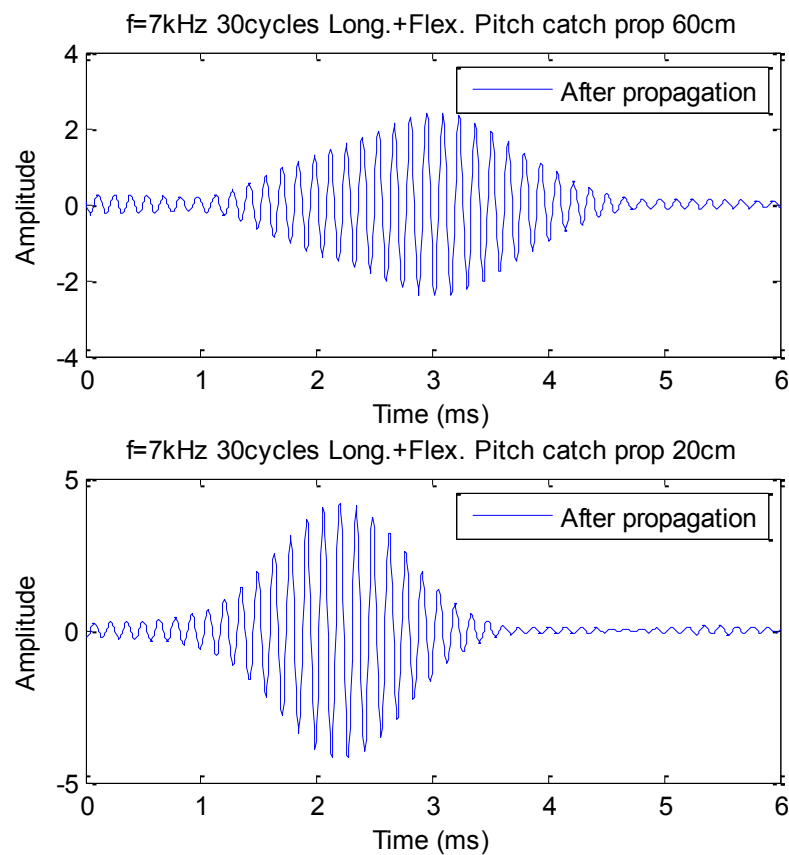 f=7kHz 30cycles Long.+Flex. Pitch catch prop 60cm
After propagation
Amplitude
4
2
0
-2
-4
0 1 2 3 4 5 6
Time (ms)
f=7kHz 30cycles Long.+Flex. Pitch catch prop 20cm
After propagation
Amplitude
5
0
-5
0 1 2 3 4 5 6
Time (ms)